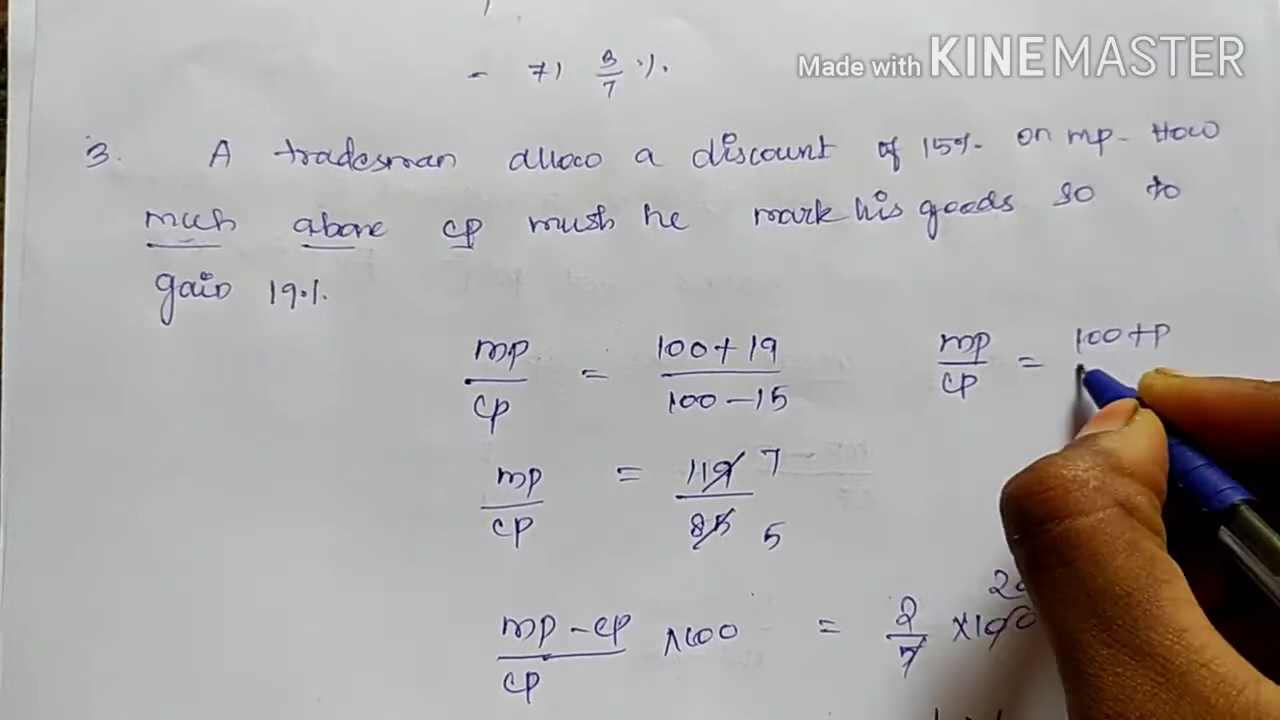 Made with KINEMASTER
- 71 3/7 %.
3. A tradesman allow a discount of 15% on mp. How
much above cp must he mark his goods so to
gain 19%.
mp/cp = 100+19/100-15
mp/cp = 100+P
mp/cp = 119/85 7/5
mp-cp/cp ×100 = 2/7 ×100